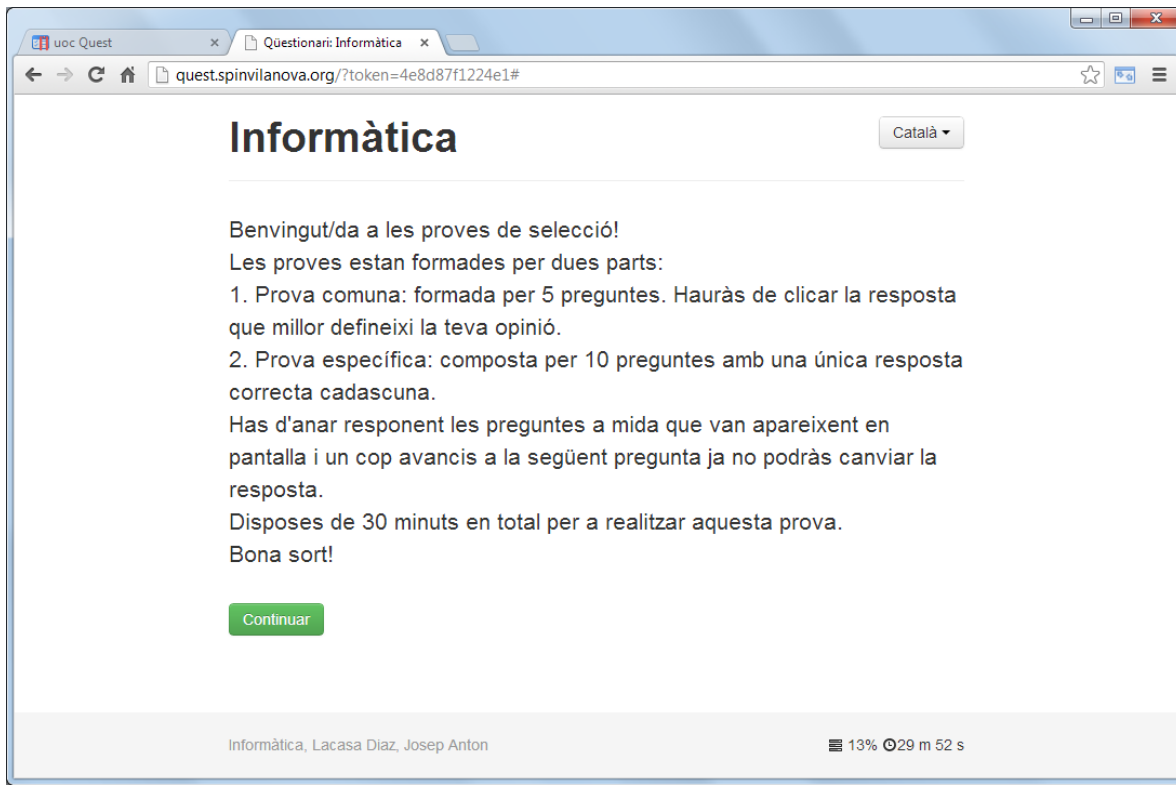 uoc Quest
Qüestionari: Informàtica
quest.spinvilanova.org/?token=4e8d87f1224e1#
Informàtica
Català
Benvingut/da a les proves de selecció!
Les proves estan formades per dues parts:
1. Prova comuna: formada per 5 preguntes. Hauràs de clicar la resposta
que millor defineixi la teva opinió.
2. Prova específica: composta per 10 preguntes amb una única resposta
correcta cadascuna.
Has d'anar responent les preguntes a mida que van apareixent en
pantalla i un cop avancis a la següent pregunta ja no podràs canviar la
resposta.
Disposes de 30 minuts en total per a realitzar aquesta prova.
Bona sort!
Continuar
Informàtica, Lacasa Diaz, Josep Anton
13% 29 m 52 s